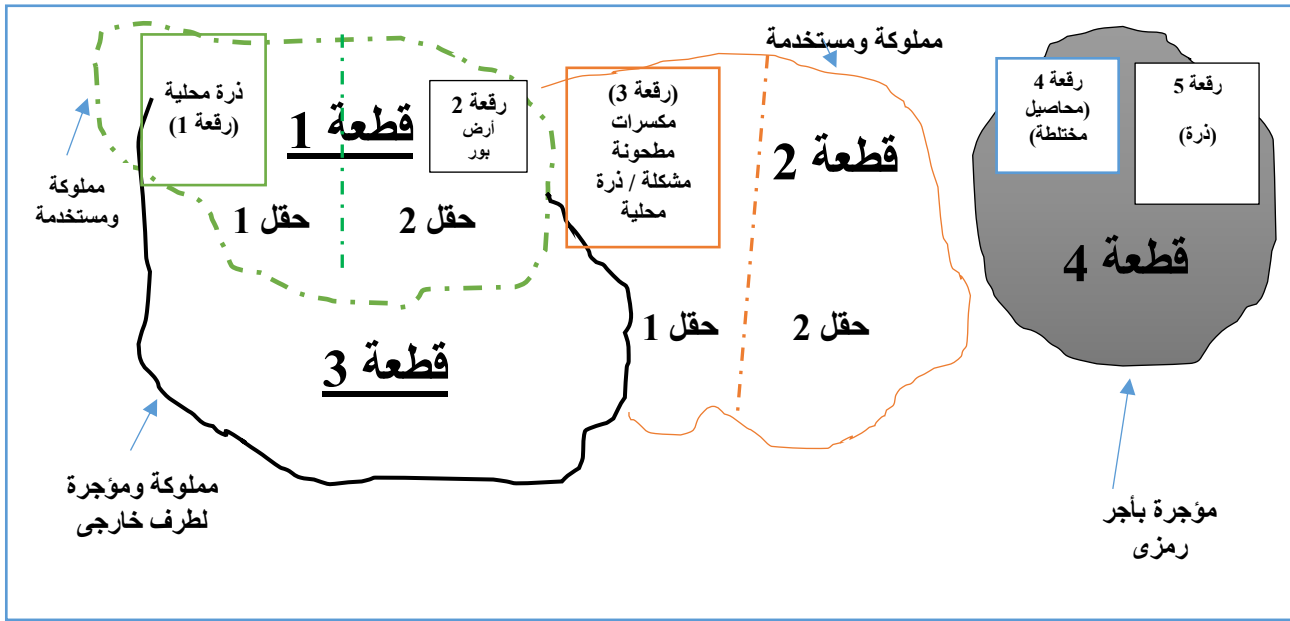 ذرة محلية
(رقعة 1)
قطعة 1
رقعة 2
أرض
بور
حقل 1
حقل 2
مملوكة
ومستخدمة
قطعة 3
مملوكة ومؤجرة
لطرف خارجى
مملوكة ومستخدمة
(رقعة 3)
مكسرات
مطحونة
مشكلة / ذرة
محلية
قطعة 2
حقل 1
حقل 2
رقعة 4
(محاصيل
مختلطة)
رقعة 5
(ذرة)
قطعة 4
مؤجرة بأجر
رمزى